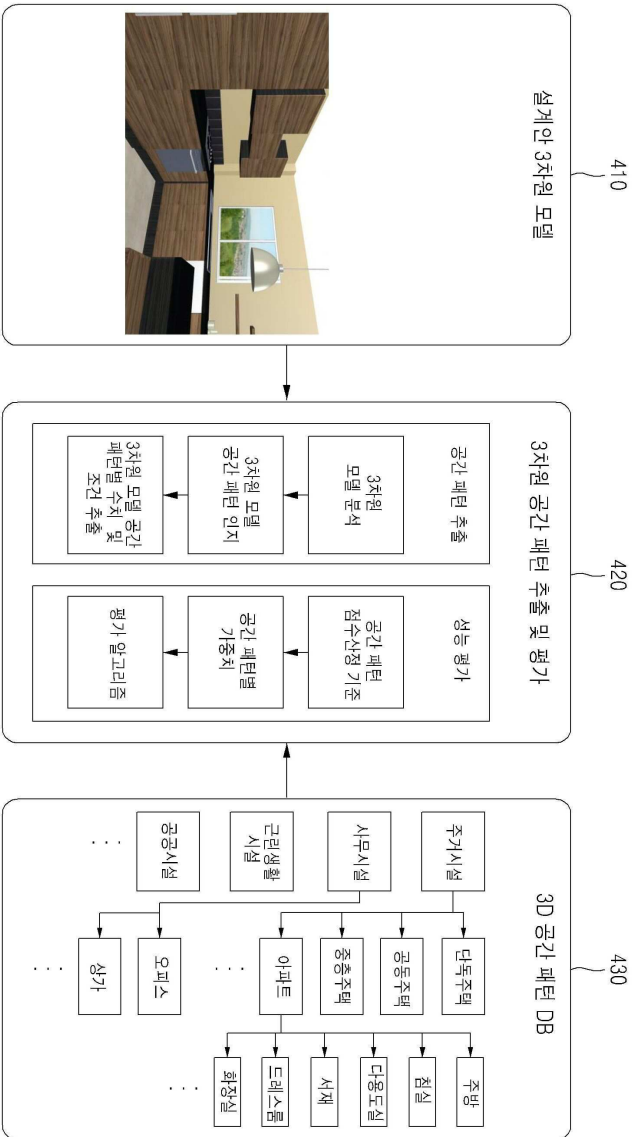 410
설계안 3차원 모델
420
3차원 공간 패턴 추출 및 평가
공간 패턴 추출
3차원
모델 분석
3차원 모델
공간 패턴 인지
3차원 모델 공간
패턴별 수치 및
조건 추출
성능 평가
공간 패턴
점수산정 기준
공간 패턴별
가중치
평가 알고리즘
430
3D 공간 패턴 DB
주거시설
사무시설
근린생활
시설
공공시설
· · ·
단독주택
공동주택
중층주택
아파트
· · ·
오피스
상가
· · ·
주방
침실
다용도실
서재
드레스룸
화장실
· · ·